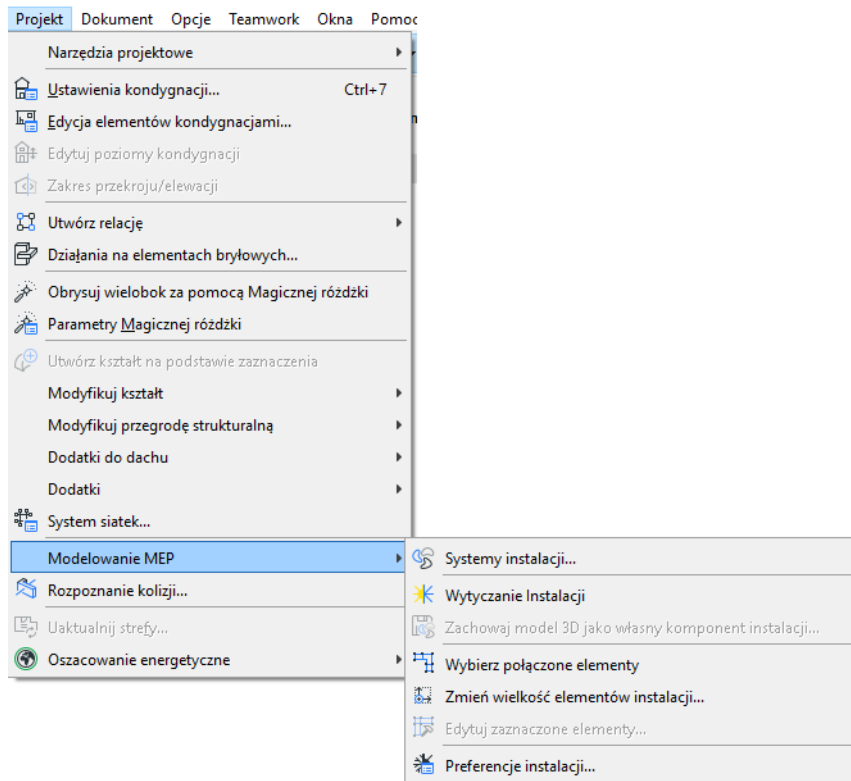 Projekt Dokument Opcje Teamwork Okna Pomoc
Narzędzia projektowe
Ustawienia kondygnacji... Ctrl+7
Edycja elementów kondygnacjami...
Edytuj poziomy kondygnacji
Zakres przekroju/elewacji
Utwórz relację
Działania na elementach bryłowych...
Obrysuj wielobok za pomocą Magicznej różdżki
Parametry Magicznej różdżki
Utwórz kształt na podstawie zaznaczenia
Modyfikuj kształt
Modyfikuj przegrodę strukturalną
Dodatki do dachu
Dodatki
System siatek...
Modelowanie MEP
Rozpoznanie kolizji...
Uaktualnij strefy...
Oszacowanie energetyczne
Systemy instalacji...
Wytyczanie Instalacji
Zachowaj model 3D jako własny komponent instalacji...
Wybierz połączone elementy
Zmień wielkość elementów instalacji...
Edytuj zaznaczone elementy...
Preferencje instalacji...